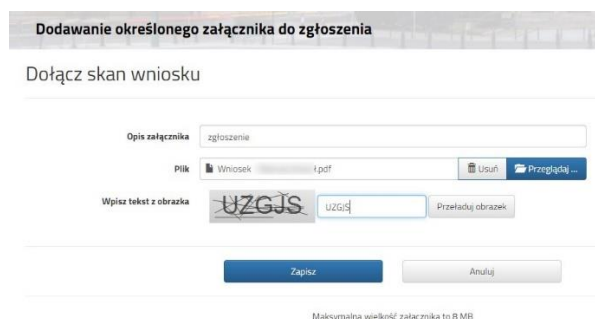 Dodawanie określonego załącznika do zgłoszenia
Dołącz skan wniosku
Opis załącznika zgłoszenie
Plik Wniosek ł.pdf Usuń Przeglądaj ...
Wpisz tekst z obrazka UZGJS UZGJS Przeładuj obrazek
Zapisz Anuluj
Maksymalna wielkość załącznika to 8 MB